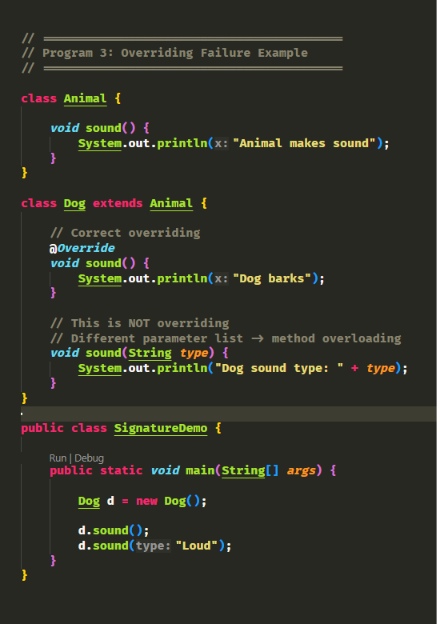 // ═══════════════════════════════════════════
// Program 3: Overriding Failure Example
// ═══════════════════════════════════════════
class Animal {
    void sound() {
        System.out.println(x: "Animal makes sound");
    }
}
class Dog extends Animal {
    // Correct overriding
    @Override
    void sound() {
        System.out.println(x: "Dog barks");
    }
    // This is NOT overriding
    // Different parameter list → method overloading
    void sound(String type) {
        System.out.println("Dog sound type: " + type);
    }
}
public class SignatureDemo {
    Run | Debug
    public static void main(String[] args) {
        Dog d = new Dog();
        d.sound();
        d.sound(type: "Loud");
    }
}